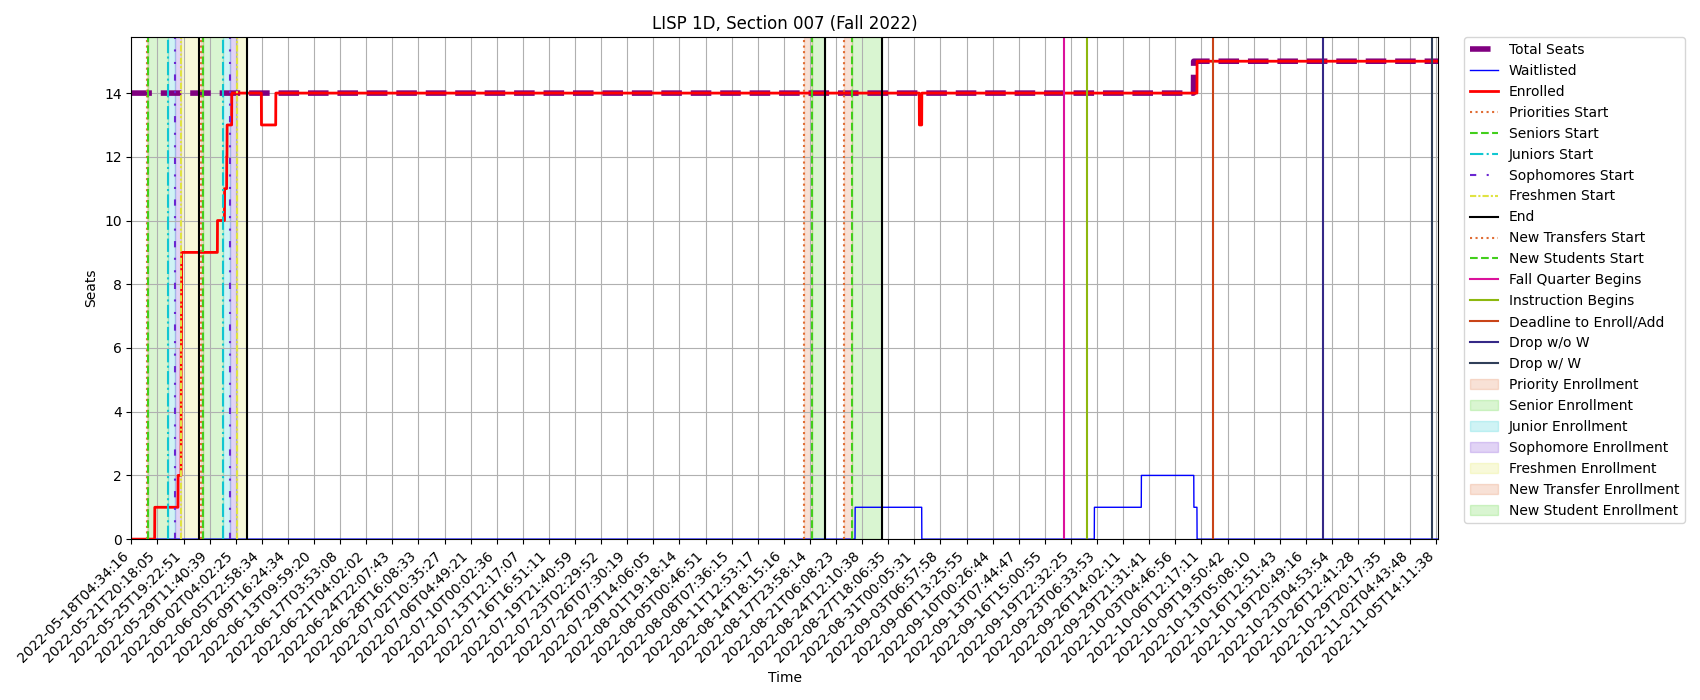 LISP 1D, Section 007 (Fall 2022)
Seats
14
12
10
8
6
4
2
0
2022-05-18T04:34:16
2022-05-21T20:18:05
2022-05-25T19:22:51
2022-05-29T11:40:39
2022-06-02T04:02:25
2022-06-05T22:58:34
2022-06-09T16:24:34
2022-06-13T09:59:20
2022-06-17T03:53:08
2022-06-21T04:02:02
2022-06-24T22:07:43
2022-06-28T16:08:33
2022-07-02T10:35:27
2022-07-06T04:49:21
2022-07-10T00:02:36
2022-07-13T12:17:07
2022-07-16T16:51:11
2022-07-19T21:40:59
2022-07-23T02:29:52
2022-07-26T07:30:19
2022-07-29T14:06:05
2022-08-01T19:18:14
2022-08-05T00:46:51
2022-08-08T07:36:15
2022-08-11T12:53:17
2022-08-14T18:15:16
2022-08-17T23:58:14
2022-08-21T06:08:23
2022-08-24T12:10:38
2022-08-27T18:06:35
2022-08-31T00:05:31
2022-09-03T06:57:58
2022-09-06T13:25:55
2022-09-10T00:26:44
2022-09-13T07:44:47
2022-09-16T15:00:55
2022-09-19T22:32:25
2022-09-23T06:33:53
2022-09-26T14:02:11
2022-09-29T21:31:41
2022-10-03T04:46:56
2022-10-06T12:17:11
2022-10-09T19:50:42
2022-10-13T05:08:10
2022-10-16T12:51:43
2022-10-19T20:49:16
2022-10-23T04:53:54
2022-10-26T12:41:28
2022-10-29T20:17:35
2022-11-02T04:43:48
2022-11-05T14:11:38
Time
Total Seats
Waitlisted
Enrolled
Priorities Start
Seniors Start
Juniors Start
Sophomores Start
Freshmen Start
End
New Transfers Start
New Students Start
Fall Quarter Begins
Instruction Begins
Deadline to Enroll/Add
Drop w/o W
Drop w/ W
Priority Enrollment
Senior Enrollment
Junior Enrollment
Sophomore Enrollment
Freshmen Enrollment
New Transfer Enrollment
New Student Enrollment